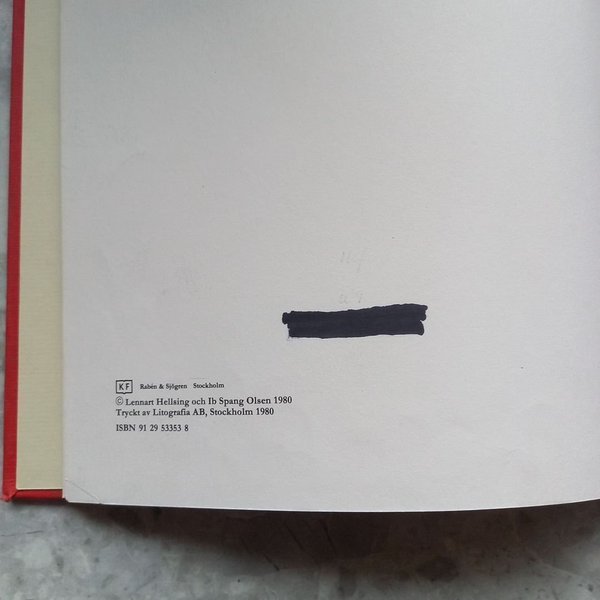 KF Rabén & Sjögren Stockholm
© Lennart Hellsing och Ib Spang Olsen 1980
Tryckt av Litografia AB, Stockholm 1980
ISBN 91 29 53353 8